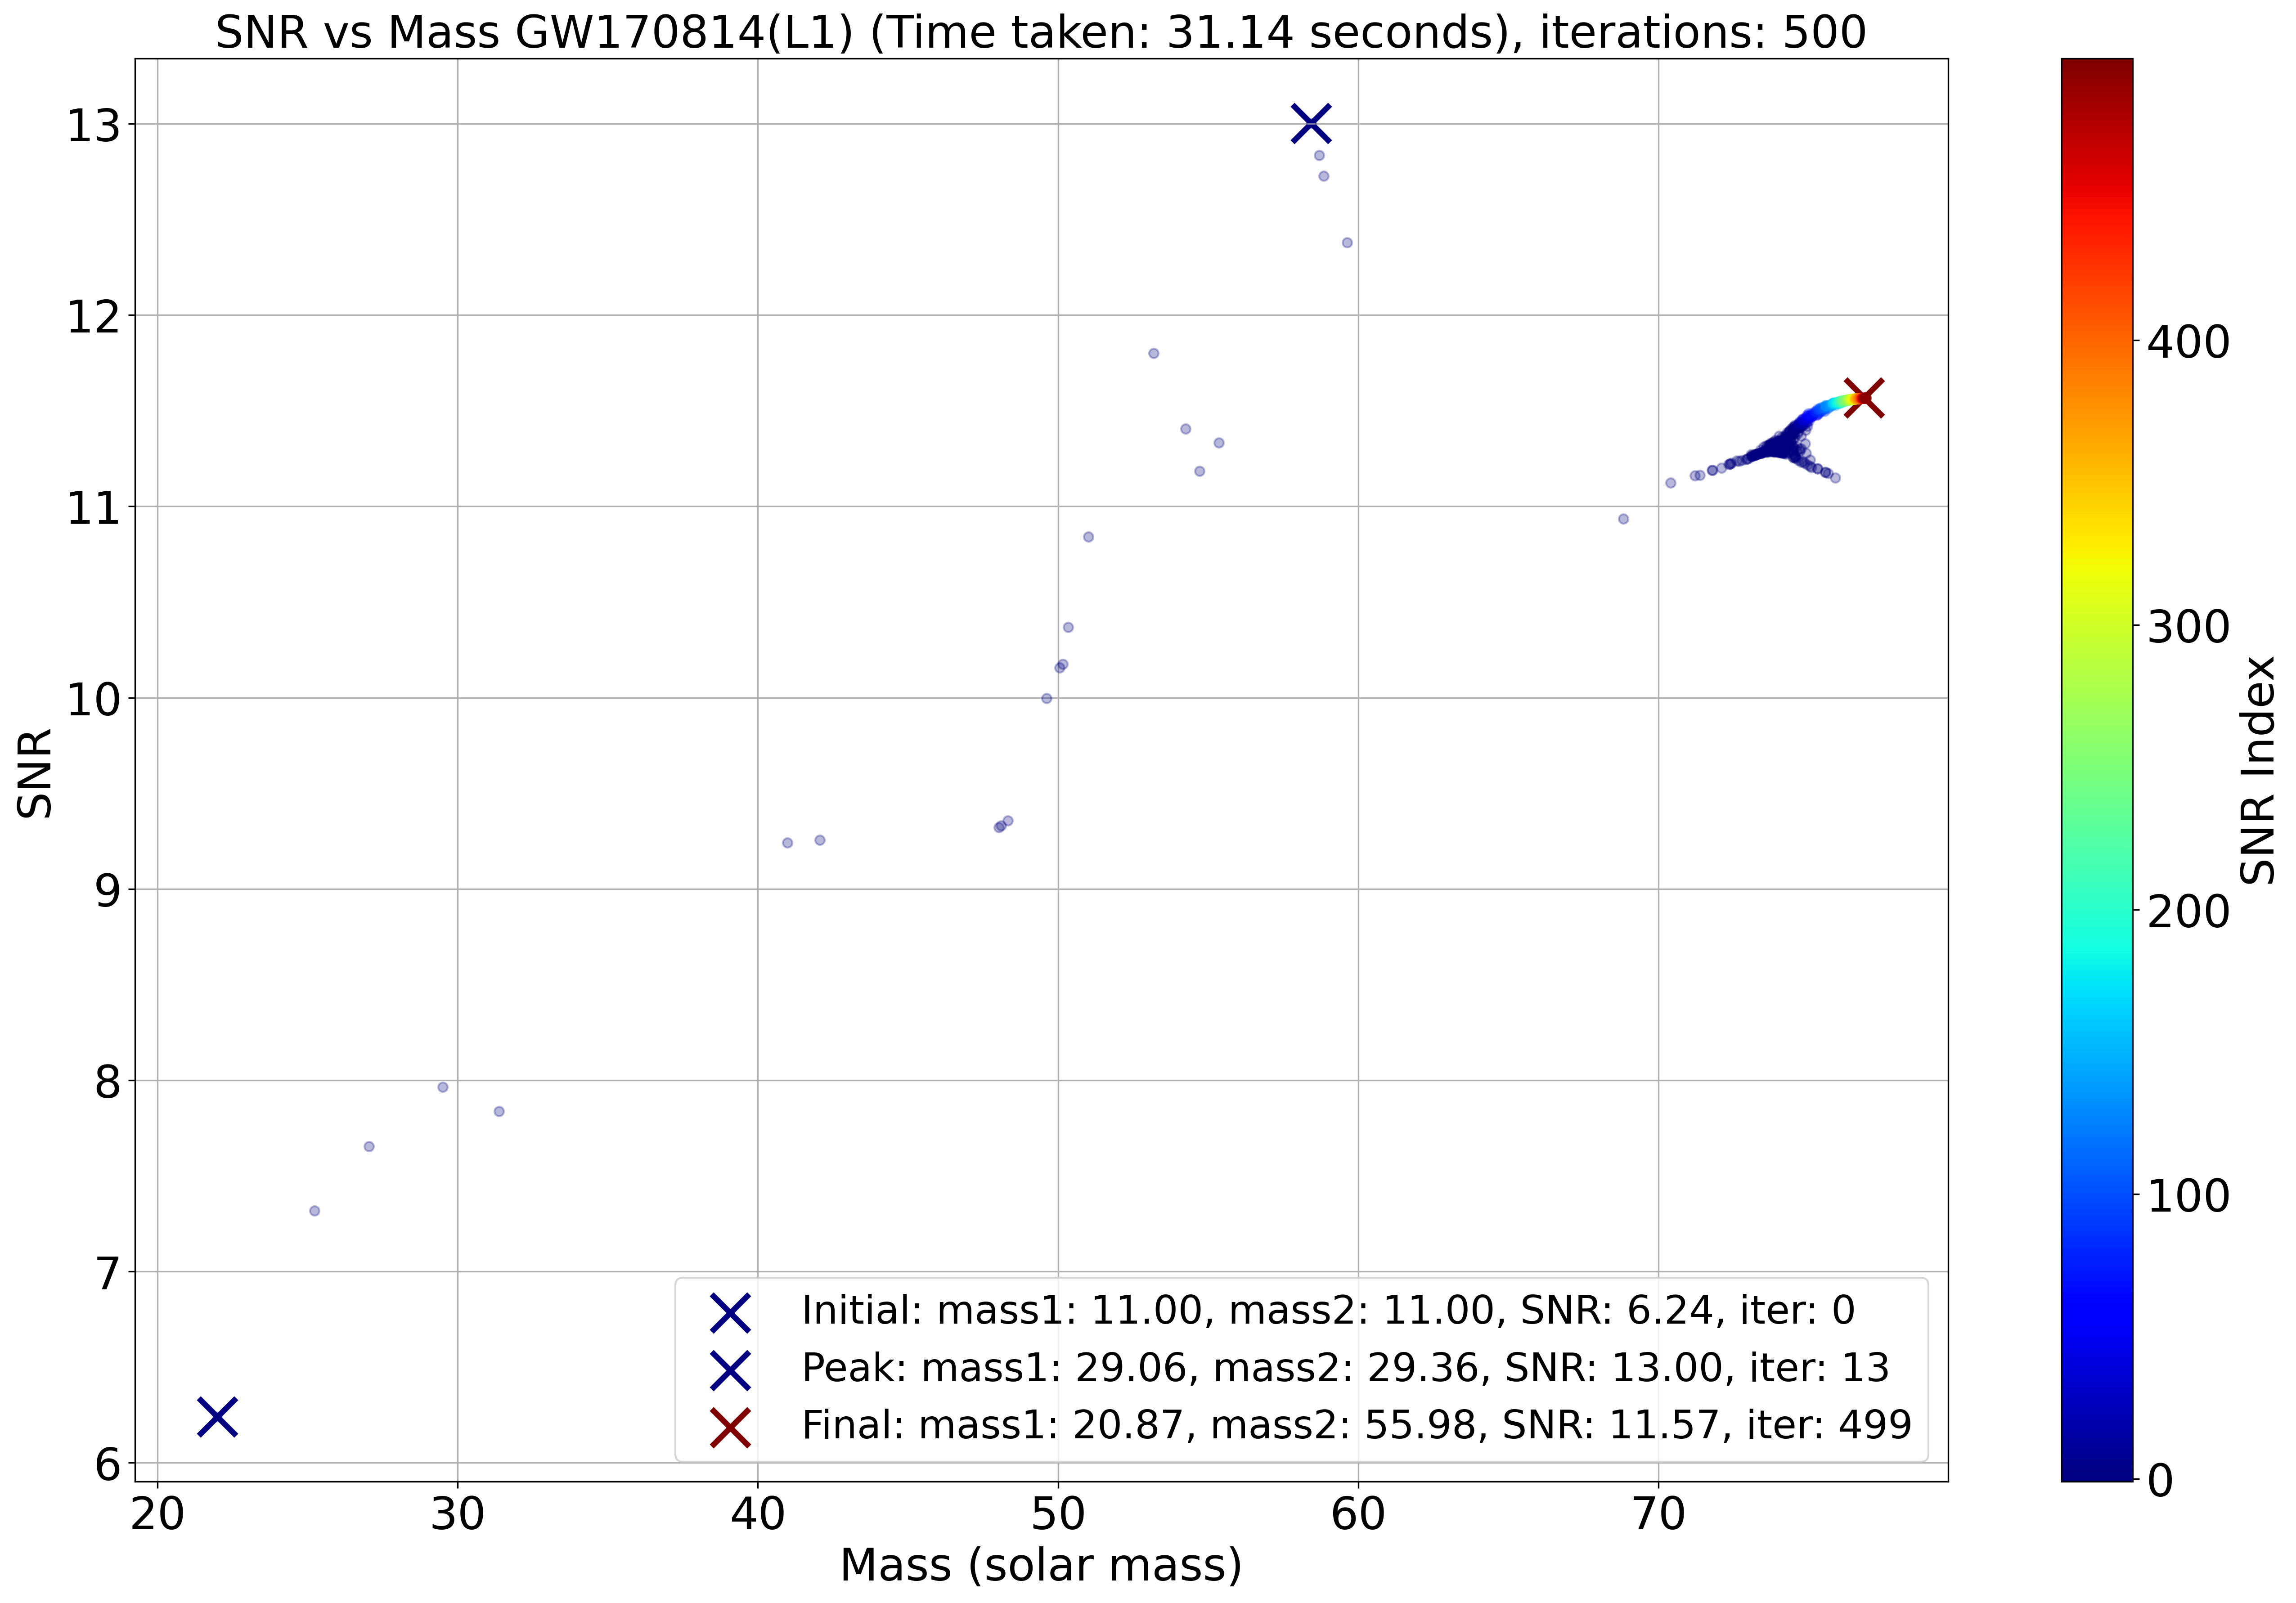 SNR vs Mass GW170814(L1) (Time taken: 31.14 seconds), iterations: 500
13
12
11
10
9
8
7
6
SNR
20 30 40 50 60 70
Mass (solar mass)
Initial: mass1: 11.00, mass2: 11.00, SNR: 6.24, iter: 0
Peak: mass1: 29.06, mass2: 29.36, SNR: 13.00, iter: 13
Final: mass1: 20.87, mass2: 55.98, SNR: 11.57, iter: 499
400
300
200
100
0
SNR Index